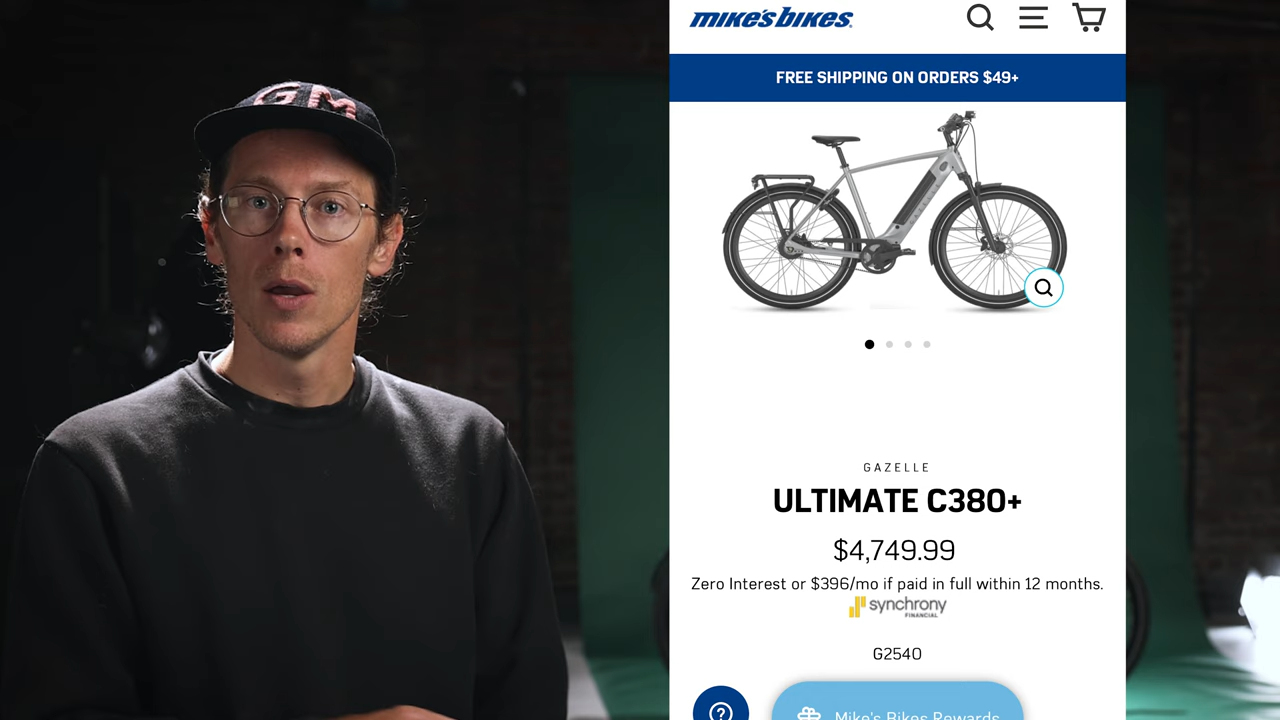 GM
mike's bikes.
FREE SHIPPING ON ORDERS $49+
GAZELLE
ULTIMATE C380+
$4,749.99
Zero Interest or $396/mo if paid in full within 12 months.
synchrony
FINANCIAL
G2540
Mike's Bikes Rewards